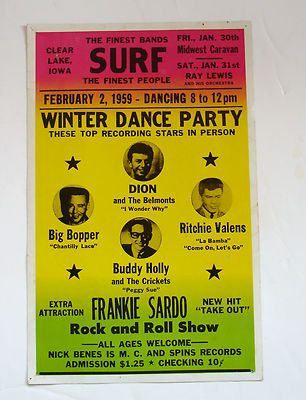 THE FINEST BANDS
CLEAR LAKE, IOWA
SURF
THE FINEST PEOPLE
FRI., JAN. 30th
Midwest Caravan
SAT., JAN. 31st
RAY LEWIS
AND HIS ORCHESTRA
FEBRUARY 2, 1959 - DANCING 8 to 12pm
WINTER DANCE PARTY
THESE TOP RECORDING STARS IN PERSON
DION
and The Belmonts
"I Wonder Why"
Big Bopper
"Chantilly Lace"
Ritchie Valens
"La Bamba"
"Come On, Let's Go"
Buddy Holly
and The Crickets
"Peggy Sue"
EXTRA ATTRACTION
FRANKIE SARDO
NEW HIT
"TAKE OUT"
Rock and Roll Show
ALL AGES WELCOME
NICK BENES is M. C. AND SPINS RECORDS
ADMISSION $1.25 ★ CHECKING 10¢